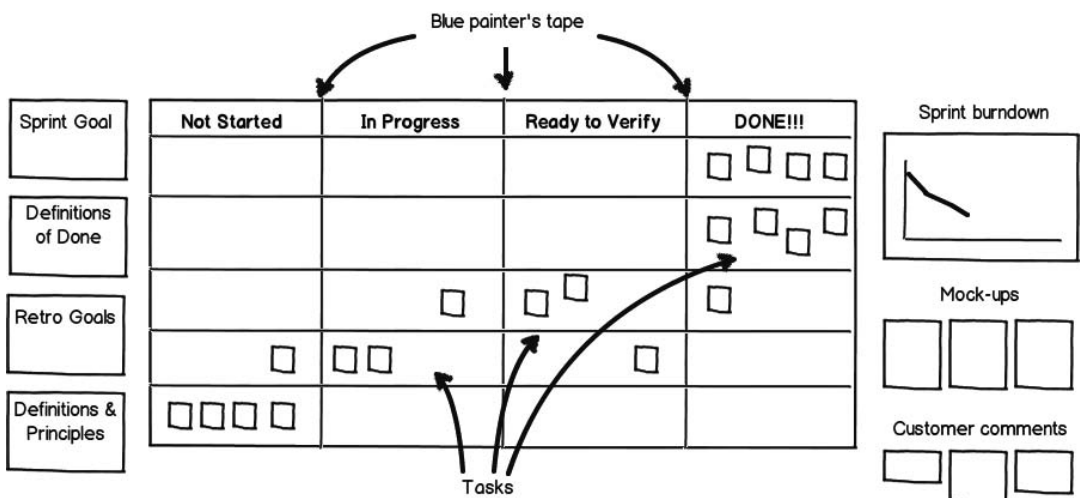 Blue painter's tape
Sprint Goal
Definitions
of Done
Retro Goals
Definitions &
Principles
Not Started
In Progress
Ready to Verify
DONE!!!
Tasks
Sprint burndown
Mock-ups
Customer comments